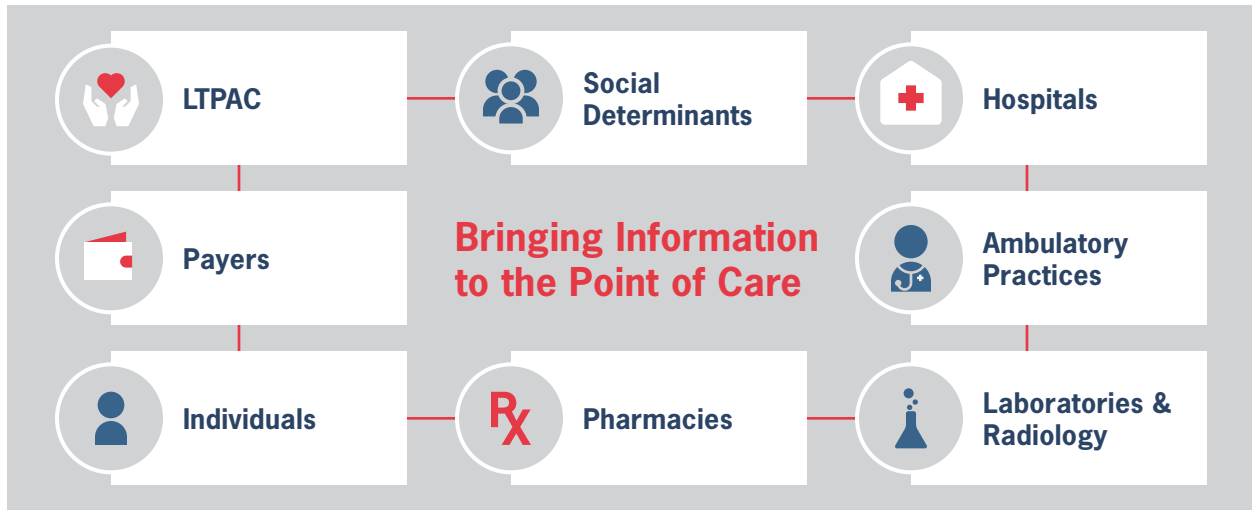 LTPAC
Social
Determinants
Hospitals
Payers
Bringing Information
to the Point of Care
Ambulatory
Practices
Individuals
Rx
Pharmacies
Laboratories &
Radiology